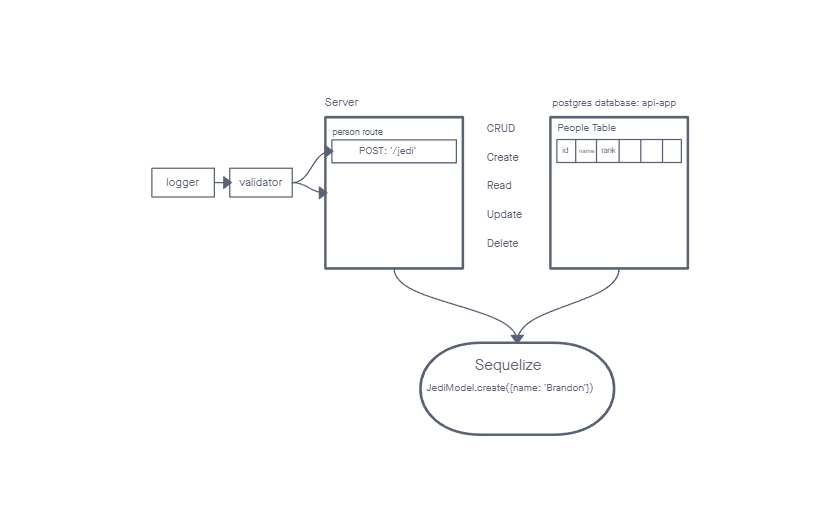 Server
postgres database: api-app
person route
POST: '/jedi'
logger
validator
CRUD
Create
Read
Update
Delete
People Table
id
name
rank
Sequelize
JediModel.create({name: 'Brandon'})